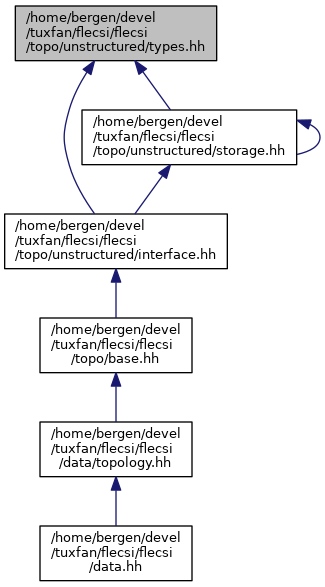 /home/bergen/devel
/tuxfan/flecsi/flecsi
/topo/unstructured/types.hh
/home/bergen/devel
/tuxfan/flecsi/flecsi
/topo/unstructured/storage.hh
/home/bergen/devel
/tuxfan/flecsi/flecsi
/topo/unstructured/interface.hh
/home/bergen/devel
/tuxfan/flecsi/flecsi
/topo/base.hh
/home/bergen/devel
/tuxfan/flecsi/flecsi
/data/topology.hh
/home/bergen/devel
/tuxfan/flecsi/flecsi
/data.hh